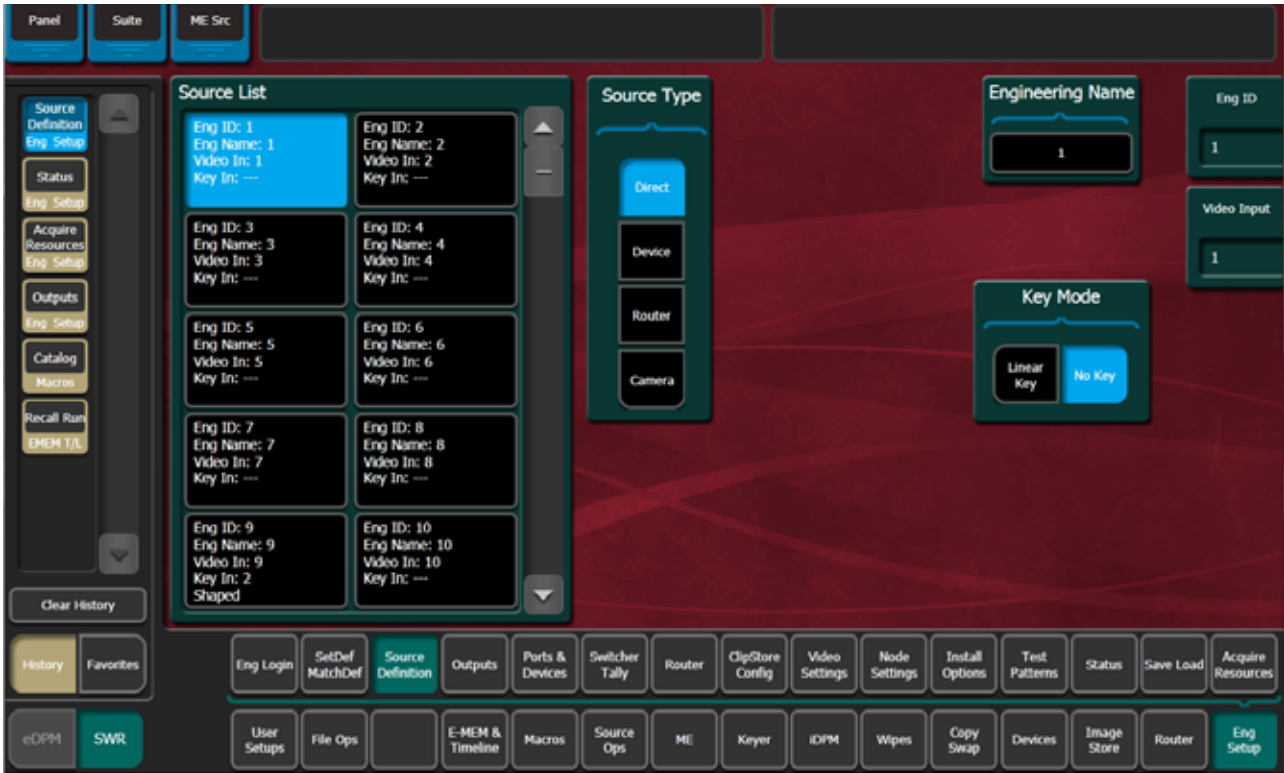 Panel
Suite
ME Src
Source
Definition
Eng Setup
Status
Eng Setup
Acquire
Resources
Eng Setup
Outputs
Eng Setup
Catalog
Macros
Recall Run
EMEM T/L
Clear History
History
Favorites
eDPM
SWR
Source List
Eng ID: 1
Eng Name: 1
Video In: 1
Key In: ---
Eng ID: 2
Eng Name: 2
Video In: 2
Key In: ---
Eng ID: 3
Eng Name: 3
Video In: 3
Key In: ---
Eng ID: 4
Eng Name: 4
Video In: 4
Key In: ---
Eng ID: 5
Eng Name: 5
Video In: 5
Key In: ---
Eng ID: 6
Eng Name: 6
Video In: 6
Key In: ---
Eng ID: 7
Eng Name: 7
Video In: 7
Key In: ---
Eng ID: 8
Eng Name: 8
Video In: 8
Key In: ---
Eng ID: 9
Eng Name: 9
Video In: 9
Key In: 2
Shaped
Eng ID: 10
Eng Name: 10
Video In: 10
Key In: ---
Source Type
Direct
Device
Router
Camera
Engineering Name
1
Eng ID
1
Video Input
1
Key Mode
Linear
Key
No Key
Eng Login
SetDef
MatchDef
Source
Definition
Outputs
Ports &
Devices
Switcher
Tally
Router
ClipStore
Config
Video
Settings
Node
Settings
Install
Options
Test
Patterns
Status
Save Load
Acquire
Resources
User
Setups
File Ops
E-MEM &
Timeline
Macros
Source
Ops
ME
Keyer
iDPM
Wipes
Copy
Swap
Devices
Image
Store
Router
Eng
Setup